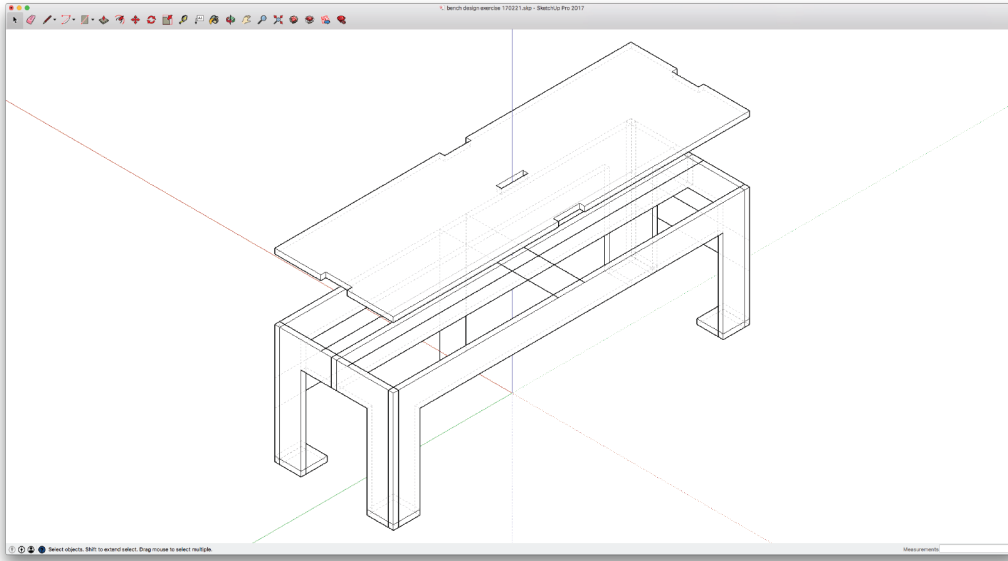 bench design exercise 170221.skp - SketchUp Pro 2017
Select objects. Shift to extend select. Drag mouse to select multiple.
Measurements